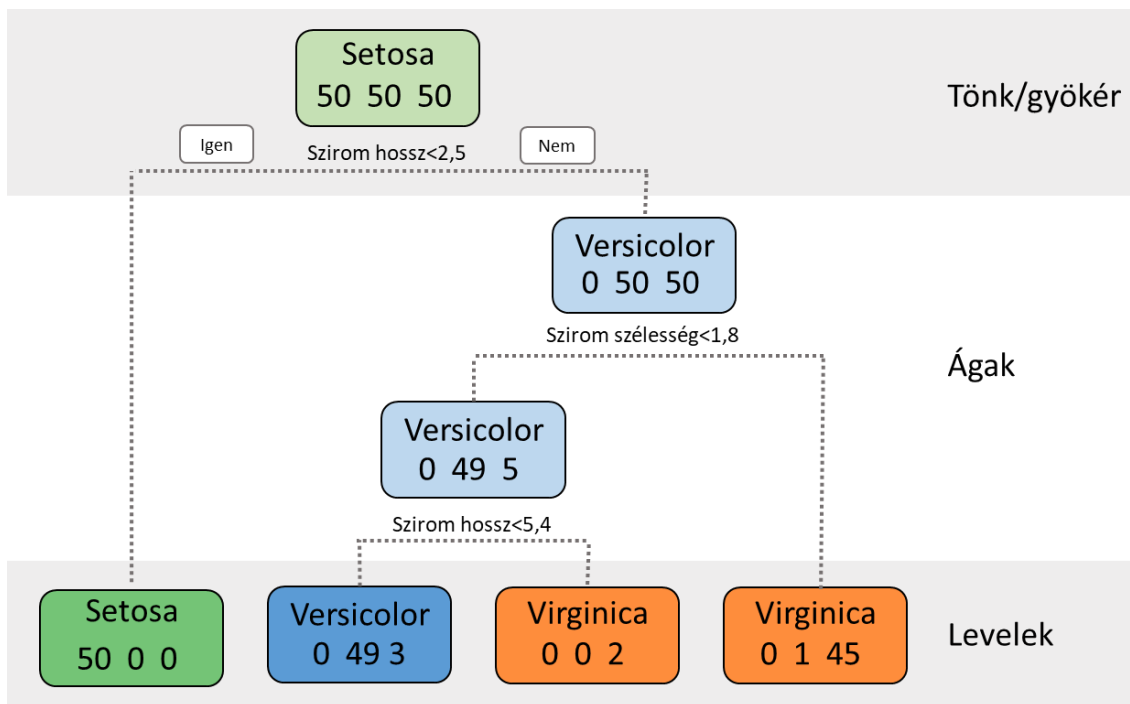 Setosa
50 50 50
Tönk/gyökér
Igen
Szirom hossz<2,5
Nem
Versicolor
0 50 50
Szirom szélesség<1,8
Ágak
Versicolor
0 49 5
Szirom hossz<5,4
Setosa
50 0 0
Versicolor
0 49 3
Virginica
0 0 2
Virginica
0 1 45
Levelek